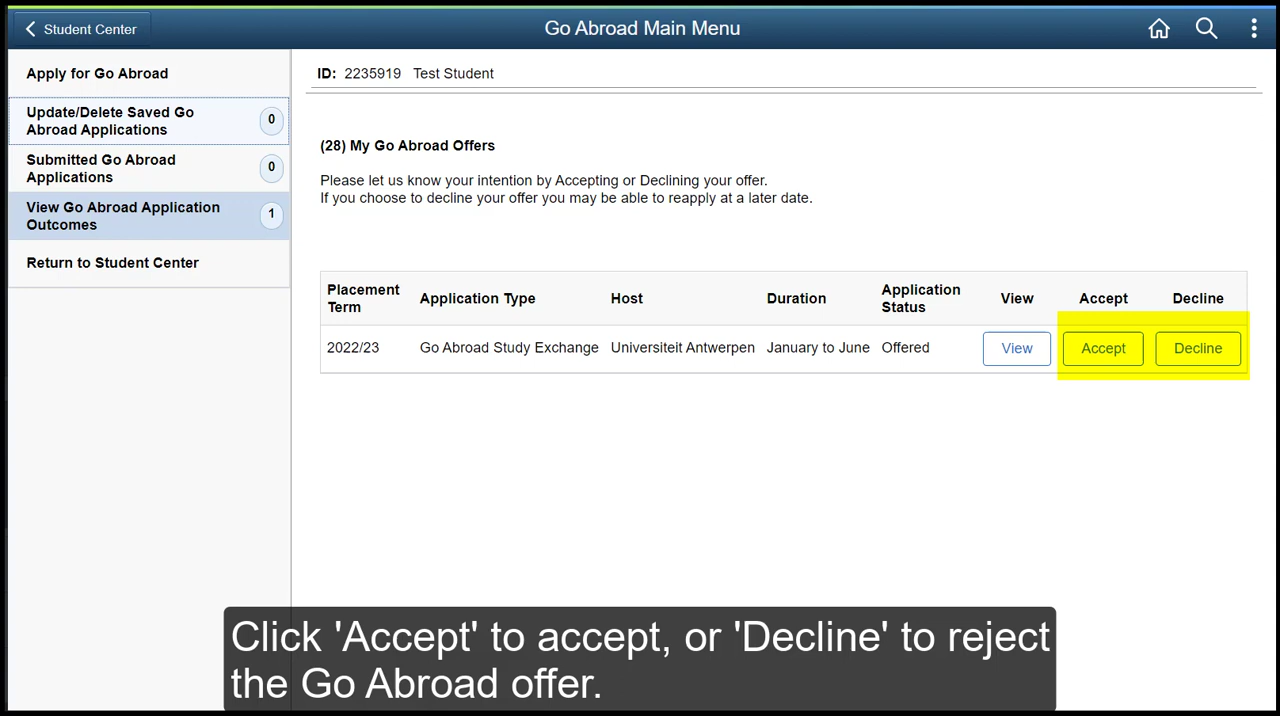 Student Center
Go Abroad Main Menu
Apply for Go Abroad
Update/Delete Saved Go
Abroad Applications
0
Submitted Go Abroad
Applications
0
View Go Abroad Application
Outcomes
1
Return to Student Center
ID: 2235919 Test Student
(28) My Go Abroad Offers
Please let us know your intention by Accepting or Declining your offer.
If you choose to decline your offer you may be able to reapply at a later date.
Placement
Term
Application Type
Host
Duration
Application
Status
View
Accept
Decline
2022/23 Go Abroad Study Exchange Universiteit Antwerpen January to June Offered View Accept Decline
Click 'Accept' to accept, or 'Decline' to reject
the Go Abroad offer.